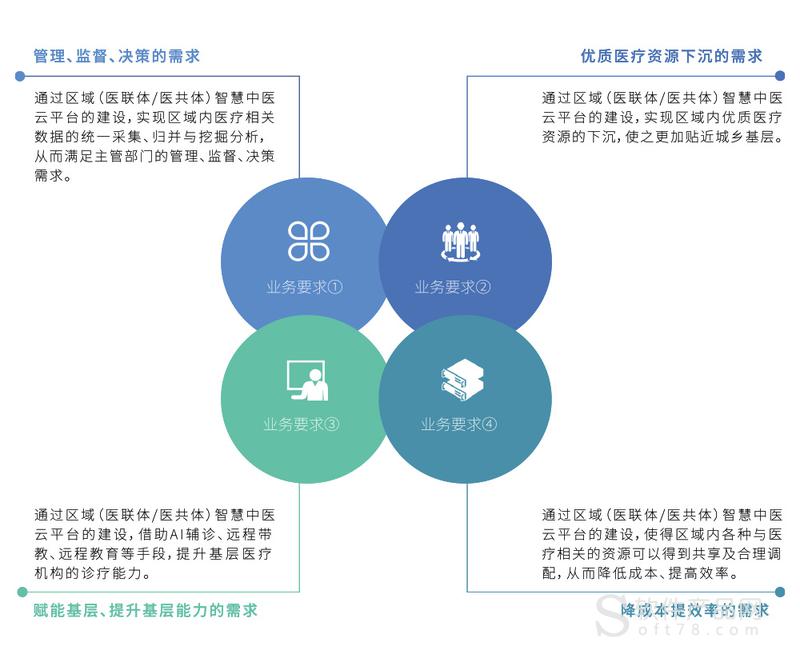 管理、监督、决策的需求
通过区域（医联体/医共体）智慧中医
云平台的建设，实现区域内医疗相关
数据的统一采集、归并与挖掘分析，
从而满足主管部门的管理、监督、决策
需求。
优质医疗资源下沉的需求
通过区域（医联体/医共体）智慧中医
云平台的建设，实现区域内优质医疗
资源的下沉，使之更加贴近城乡基层。
业务要求①
业务要求②
业务要求③
业务要求④
通过区域（医联体/医共体）智慧中医
云平台的建设，借助AI辅诊、远程带
教、远程教育等手段，提升基层医疗
机构的诊疗能力。
赋能基层、提升基层能力的需求
通过区域（医联体/医共体）智慧中医
云平台的建设，使得区域内各种与医
疗相关的资源可以得到共享及合理调
配，从而降低成本、提高效率。
降成本提效率的需求
软件产品网
Soft78.com